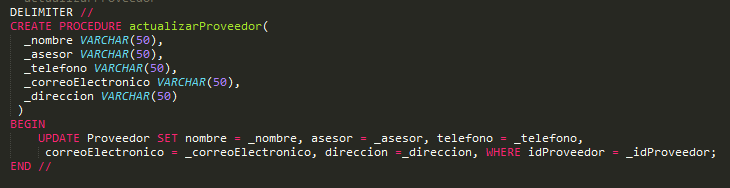 DELIMITER //
CREATE PROCEDURE actualizarProveedor(
_nombre VARCHAR(50),
_asesor VARCHAR(50),
_telefono VARCHAR(50),
_correoElectronico VARCHAR(50),
_direccion VARCHAR(50)
)
BEGIN
UPDATE Proveedor SET nombre = _nombre, asesor = _asesor, telefono = _telefono,
correoElectronico = _correoElectronico, direccion =_direccion, WHERE idProveedor = _idProveedor;
END //